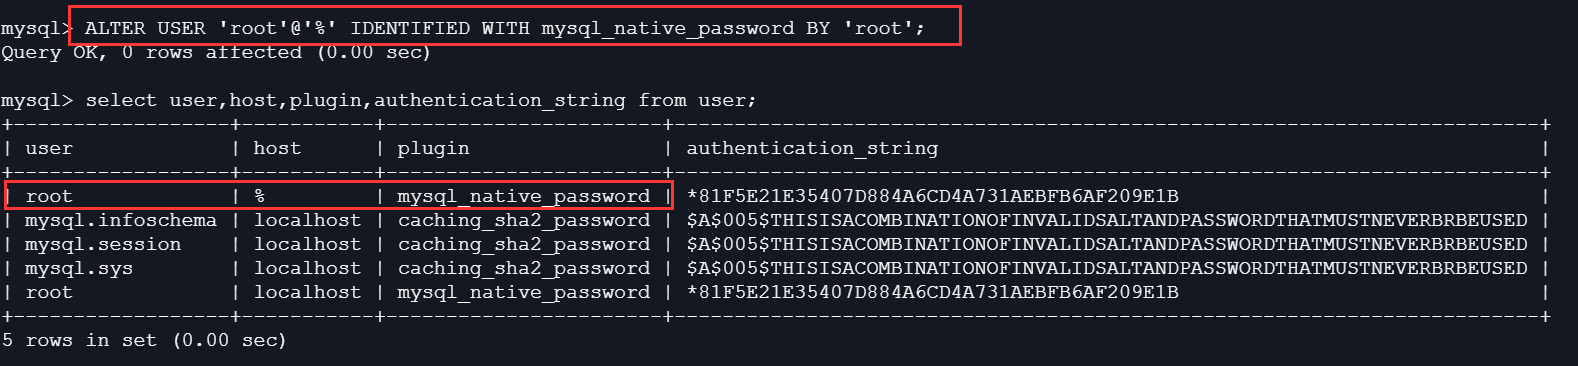 mysql> ALTER USER 'root'@'%' IDENTIFIED WITH mysql_native_password BY 'root';
Query OK, 0 rows affected (0.00 sec)
mysql> select user,host,plugin,authentication_string from user;
+------------------+-----------+-----------------------+------------------------------------------------------------------------+
| user             | host      | plugin                | authentication_string                                                  |
+------------------+-----------+-----------------------+------------------------------------------------------------------------+
| root             | %         | mysql_native_password | *81F5E21E35407D884A6CD4A731AEBFB6AF209E1B                              |
| mysql.infoschema | localhost | caching_sha2_password | $A$005$THISISACOMBINATIONOFINVALIDSALTANDPASSWORDTHATMUSTNEVERBRBEUSED |
| mysql.session    | localhost | caching_sha2_password | $A$005$THISISACOMBINATIONOFINVALIDSALTANDPASSWORDTHATMUSTNEVERBRBEUSED |
| mysql.sys        | localhost | caching_sha2_password | $A$005$THISISACOMBINATIONOFINVALIDSALTANDPASSWORDTHATMUSTNEVERBRBEUSED |
| root             | localhost | mysql_native_password | *81F5E21E35407D884A6CD4A731AEBFB6AF209E1B                              |
+------------------+-----------+-----------------------+------------------------------------------------------------------------+
5 rows in set (0.00 sec)